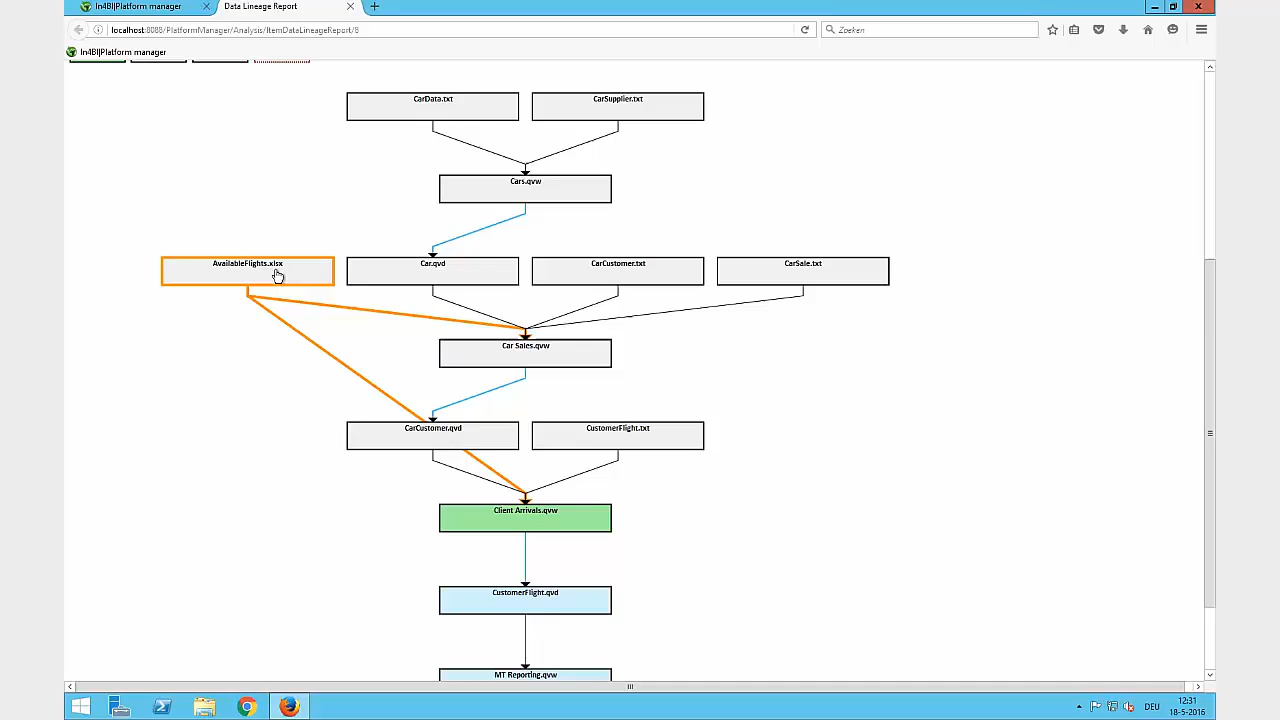 In4BI|Platform manager
Data Lineage Report
localhost:8088/PlatformManager/Analysis/ItemDataLineageReport/8
Zoeken
In4BI|Platform manager
CarData.txt
CarSupplier.txt
Cars.qvw
AvailableFlights.xlsx
Car.qvd
CarCustomer.txt
CarSale.txt
Car Sales.qvw
CarCustomer.qvd
CustomerFlight.txt
Client Arrivals.qvw
CustomerFlight.qvd
MT Reporting.qvw
DEU
12:31
18-5-2016